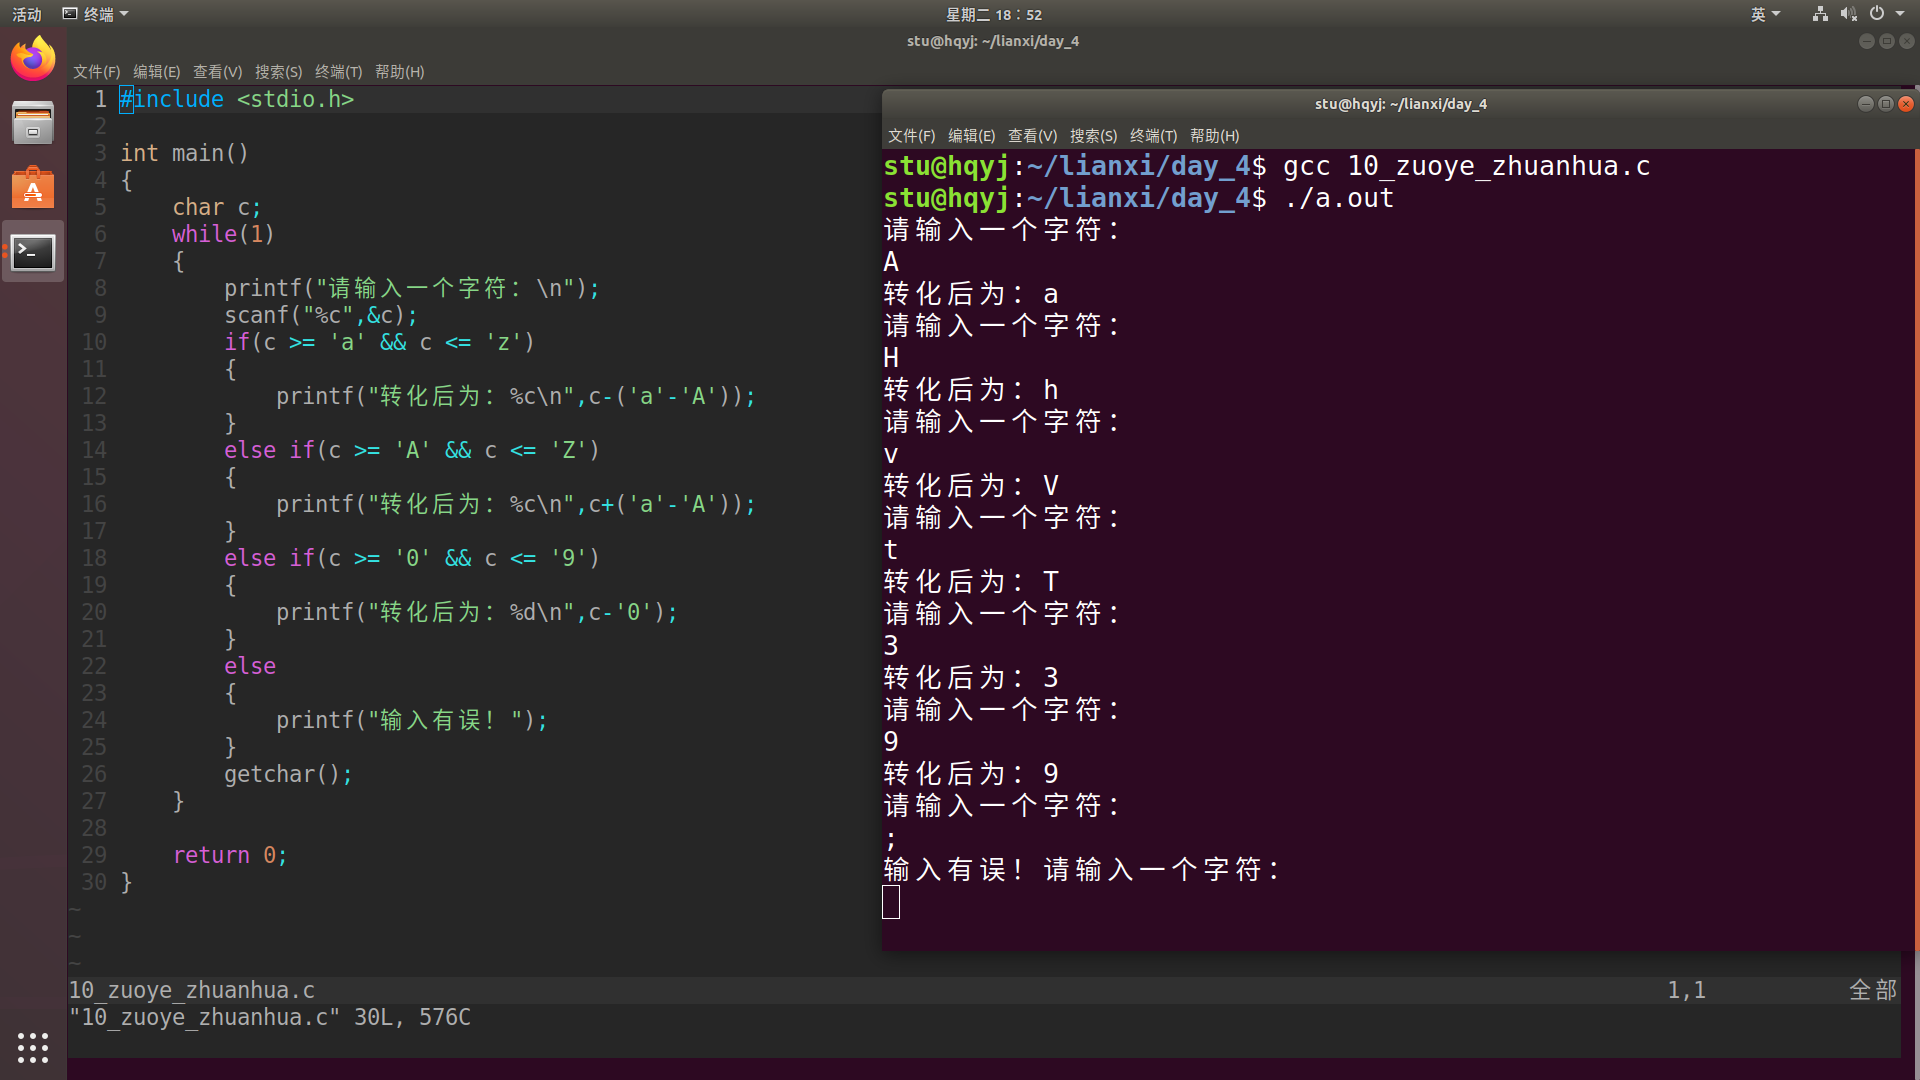 活动 终端 星期二 18：52 英
stu@hqyj: ~/lianxi/day_4
文件(F) 编辑(E) 查看(V) 搜索(S) 终端(T) 帮助(H)
1 #include <stdio.h>
2
3 int main()
4 {
5     char c;
6     while(1)
7     {
8         printf("请输入一个字符：\n");
9         scanf("%c",&c);
10         if(c >= 'a' && c <= 'z')
11         {
12             printf("转化后为：%c\n",c-('a'-'A'));
13         }
14         else if(c >= 'A' && c <= 'Z')
15         {
16             printf("转化后为：%c\n",c+('a'-'A'));
17         }
18         else if(c >= '0' && c <= '9')
19         {
20             printf("转化后为：%d\n",c-'0');
21         }
22         else
23         {
24             printf("输入有误！");
25         }
26         getchar();
27     }
28
29     return 0;
30 }
~
~
~
10_zuoye_zhuanhua.c 1,1 全部
"10_zuoye_zhuanhua.c" 30L, 576C
stu@hqyj: ~/lianxi/day_4
文件(F) 编辑(E) 查看(V) 搜索(S) 终端(T) 帮助(H)
stu@hqyj:~/lianxi/day_4$ gcc 10_zuoye_zhuanhua.c
stu@hqyj:~/lianxi/day_4$ ./a.out
请输入一个字符：
A
转化后为：a
请输入一个字符：
H
转化后为：h
请输入一个字符：
v
转化后为：V
请输入一个字符：
t
转化后为：T
请输入一个字符：
3
转化后为：3
请输入一个字符：
9
转化后为：9
请输入一个字符：
;
输入有误！请输入一个字符：